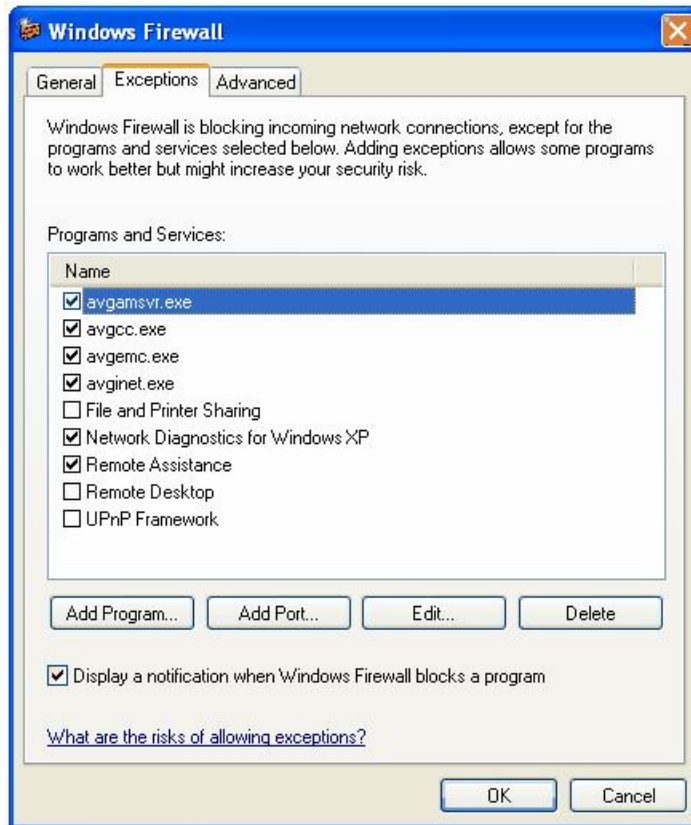 Windows Firewall
General Exceptions Advanced
Windows Firewall is blocking incoming network connections, except for the
programs and services selected below. Adding exceptions allows some programs
to work better but might increase your security risk.
Programs and Services:
Name
avgamsvr.exe
avgcc.exe
avgemc.exe
avginet.exe
File and Printer Sharing
Network Diagnostics for Windows XP
Remote Assistance
Remote Desktop
UPnP Framework
Add Program... Add Port... Edit... Delete
Display a notification when Windows Firewall blocks a program
What are the risks of allowing exceptions?
OK Cancel